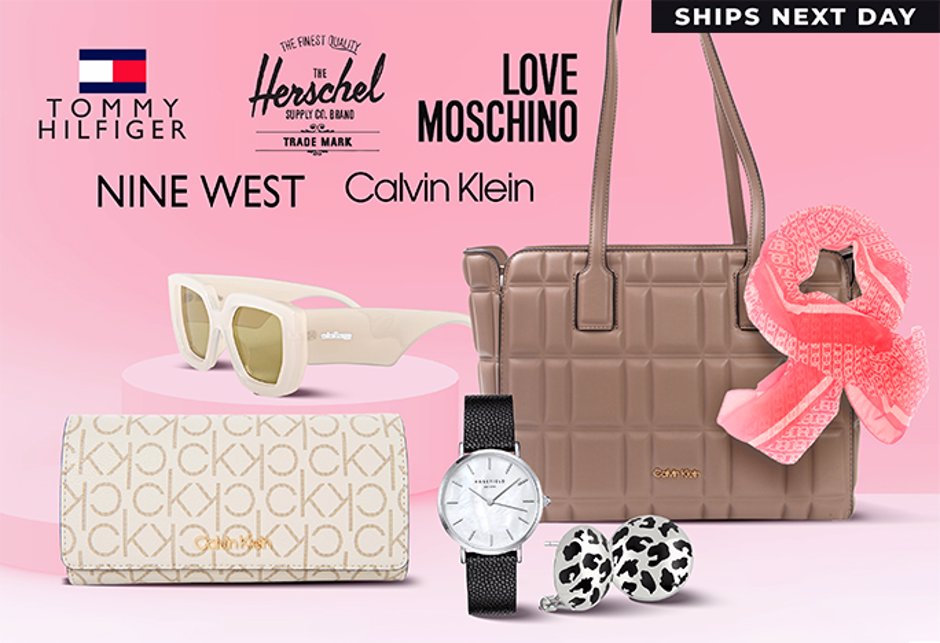 SHIPS NEXT DAY
TOMMY
HILFIGER
THE FINEST QUALITY
THE
Herschel
SUPPLY CO. BRAND
TRADE MARK
LOVE
MOSCHINO
NINE WEST
Calvin Klein
Calvin Klein
Calvin Klein
ROSEFIELD